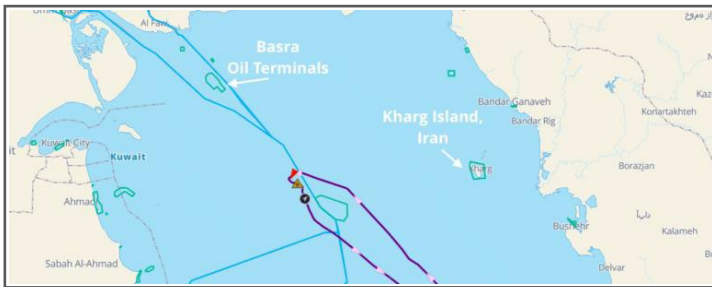 Al Faw
Basra
Oil Terminals
Kharg Island,
Iran
Kharg
Bandar Ganaveh
Bandar Rig
Konartakhteh
Borazjan
Kuwait City
Kuwait
Ahmadi
Sabah Al-Ahmad
Bushehr
Kalameh
Delvar